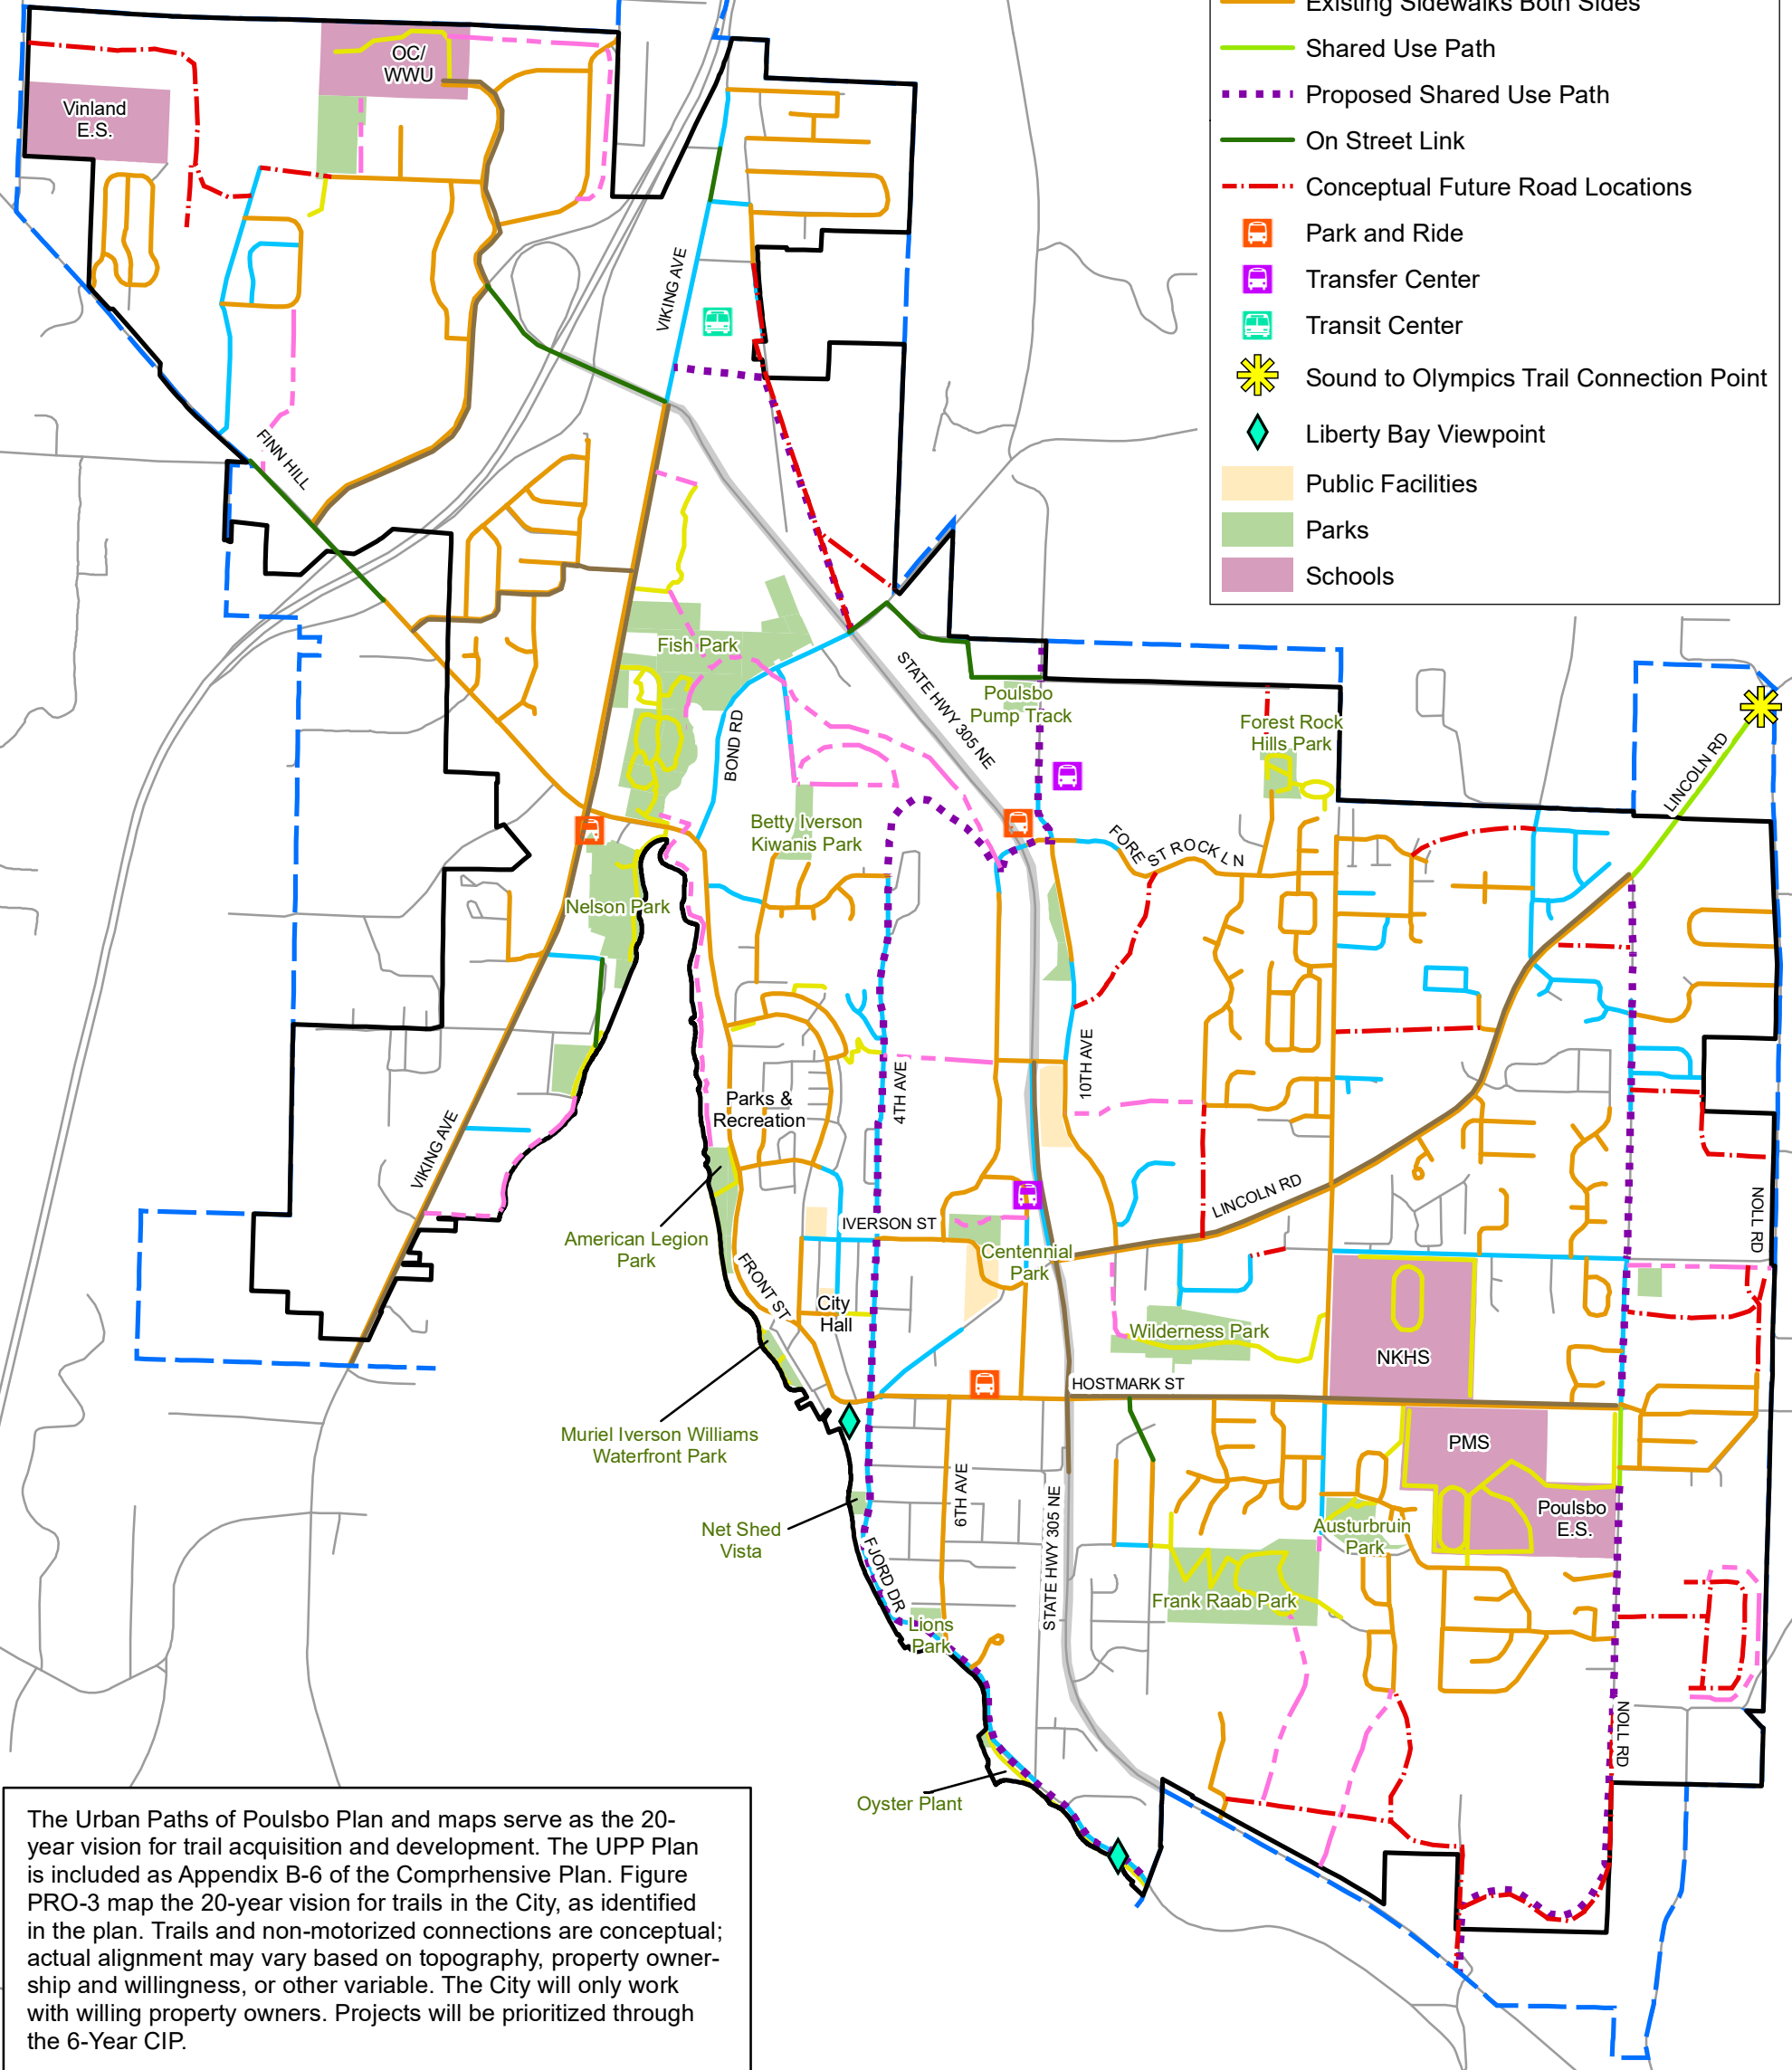 Existing Sidewalks Both Sides
Shared Use Path
Proposed Shared Use Path
On Street Link
Conceptual Future Road Locations
Park and Ride
Transfer Center
Transit Center
Sound to Olympics Trail Connection Point
Liberty Bay Viewpoint
Public Facilities
Parks
Schools
OC/
WWU
Vinland
E.S.
VIKING AVE
FINN HILL
Fish Park
STATE HWY 305 NE
Poulsbo
Pump Track
Forest Rock
Hills Park
LINCOLN RD
BOND RD
Betty Iverson
Kiwanis Park
FOREST ROCK LN
Nelson Park
10TH AVE
4TH AVE
Parks &
Recreation
VIKING AVE
LINCOLN RD
NOLL RD
IVERSON ST
American Legion
Park
Centennial
Park
FRONT ST
City
Hall
Wilderness Park
NKHS
HOSTMARK ST
Muriel Iverson Williams
Waterfront Park
PMS
6TH AVE
STATE HWY 305 NE
Net Shed
Vista
Poulsbo
E.S.
Austurbruin
Park
FJORD DR
Frank Raab Park
Lions
Park
NOLL RD
Oyster Plant
The Urban Paths of Poulsbo Plan and maps serve as the 20-
year vision for trail acquisition and development. The UPP Plan
is included as Appendix B-6 of the Comprhensive Plan. Figure
PRO-3 map the 20-year vision for trails in the City, as identified
in the plan. Trails and non-motorized connections are conceptual;
actual alignment may vary based on topography, property owner-
ship and willingness, or other variable. The City will only work
with willing property owners. Projects will be prioritized through
the 6-Year CIP.